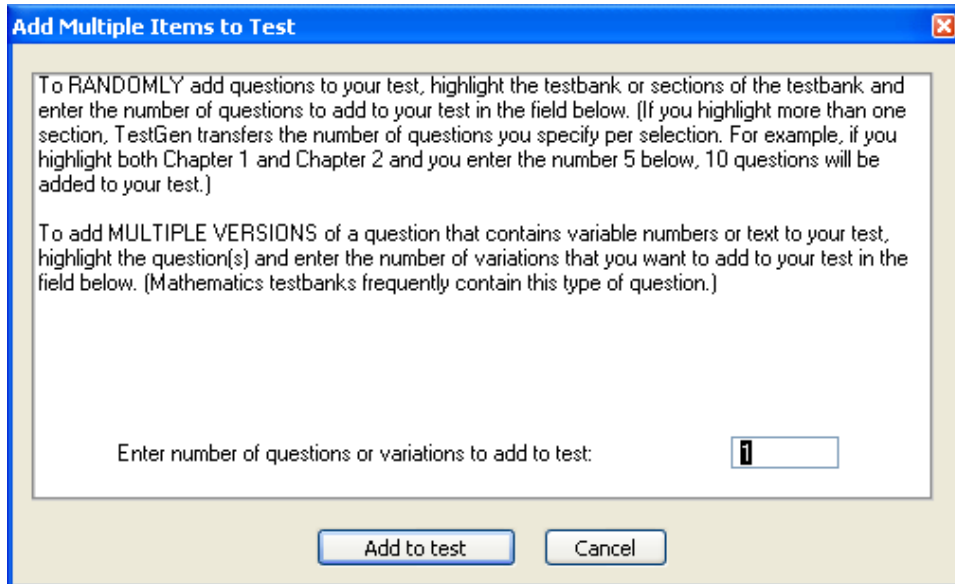 Add Multiple Items to Test
To RANDOMLY add questions to your test, highlight the testbank or sections of the testbank and
enter the number of questions to add to your test in the field below. (If you highlight more than one
section, TestGen transfers the number of questions you specify per selection. For example, if you
highlight both Chapter 1 and Chapter 2 and you enter the number 5 below, 10 questions will be
added to your test.)
To add MULTIPLE VERSIONS of a question that contains variable numbers or text to your test,
highlight the question(s) and enter the number of variations that you want to add to your test in the
field below. (Mathematics testbanks frequently contain this type of question.)
Enter number of questions or variations to add to test: 1
Add to test Cancel